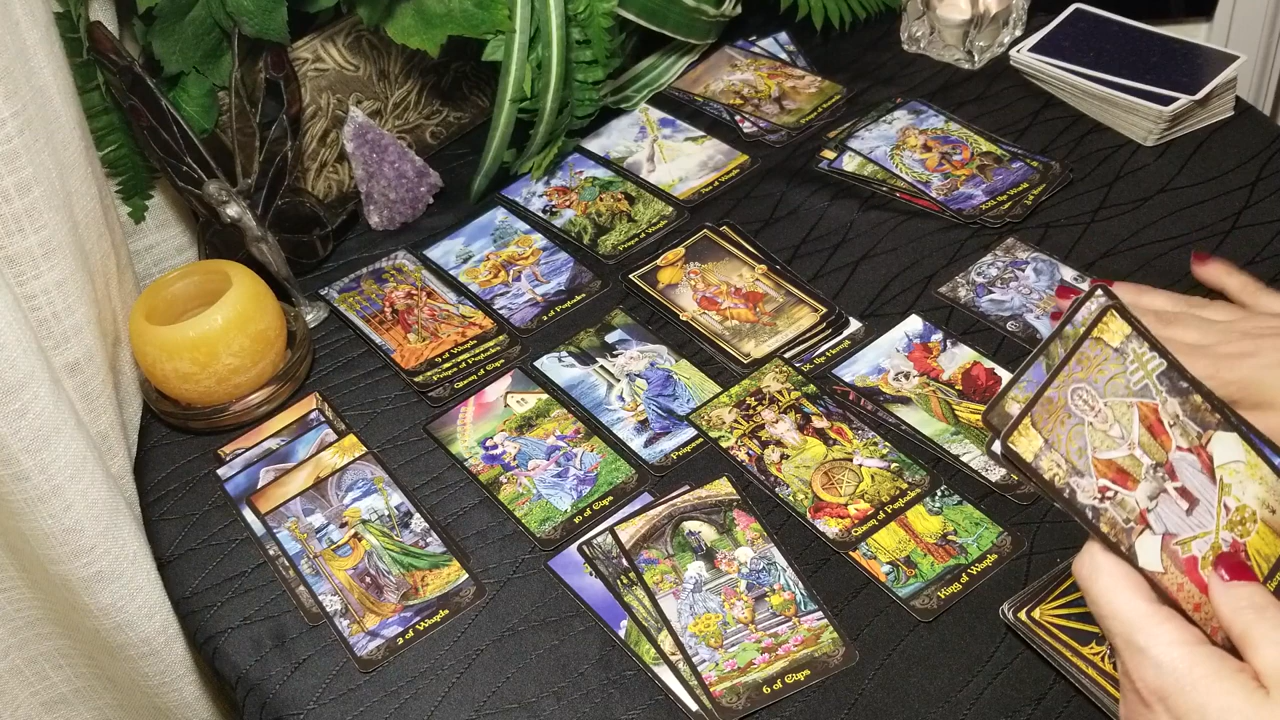 Ace of Wands
XXI the World
Prince of Wands
2 of Pentacles
9 of Wands
Prince of Pentacles
Queen of Cups
IX the Hermit
Princess
10 of Cups
Queen of Pentacles
King of Wands
2 of Wands
6 of Cups